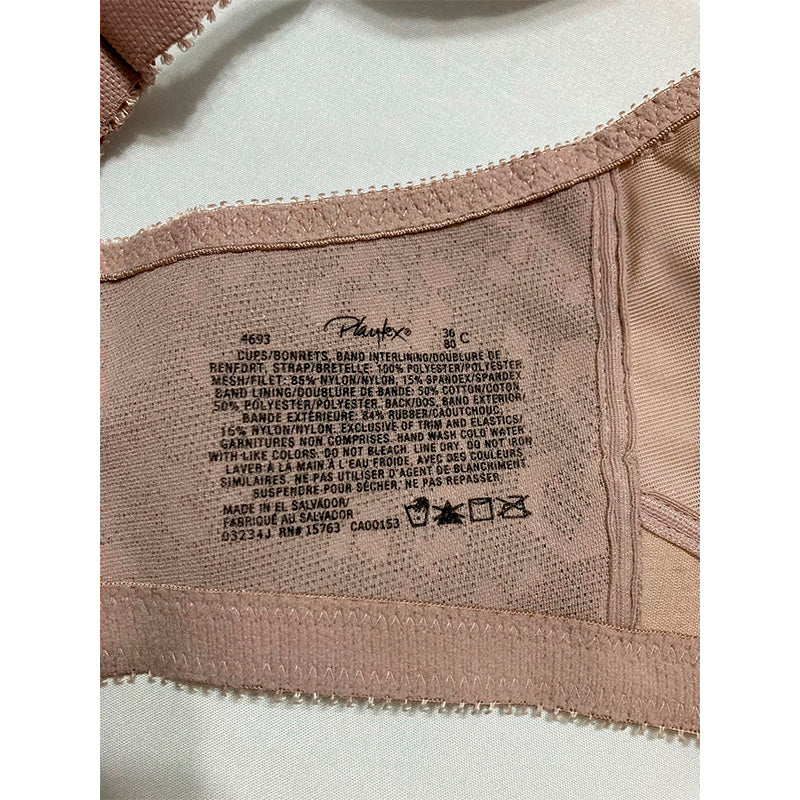 4693 Playtex® 36 C
80
CUPS/BONNETS, BAND INTERLINING/DOUBLURE DE
RENFORT, STRAP/BRETELLE: 100% POLYESTER/POLYESTER
MESH/FILET: 85% NYLON/NYLON, 15% SPANDEX/SPANDEX
BAND LINING/DOUBLURE DE BANDE: 50% COTTON/COTON,
50% POLYESTER/POLYESTER. BACK/DOS, BAND EXTERIOR/
BANDE EXTÉRIEURE: 84% RUBBER/CAOUTCHOUC,
16% NYLON/NYLON. EXCLUSIVE OF TRIM AND ELASTICS/
GARNITURES NON COMPRISES. HAND WASH COLD WATER
WITH LIKE COLORS. DO NOT BLEACH. LINE DRY. DO NOT IRON
LAVER À LA MAIN À L'EAU FROIDE, AVEC DES COULEURS
SIMILAIRES. NE PAS UTILISER D'AGENT DE BLANCHIMENT
SUSPENDRE POUR SÉCHER, NE PAS REPASSER
MADE IN EL SALVADOR/
FABRIQUÉ AU SALVADOR
03234J RN# 15763 CA00153